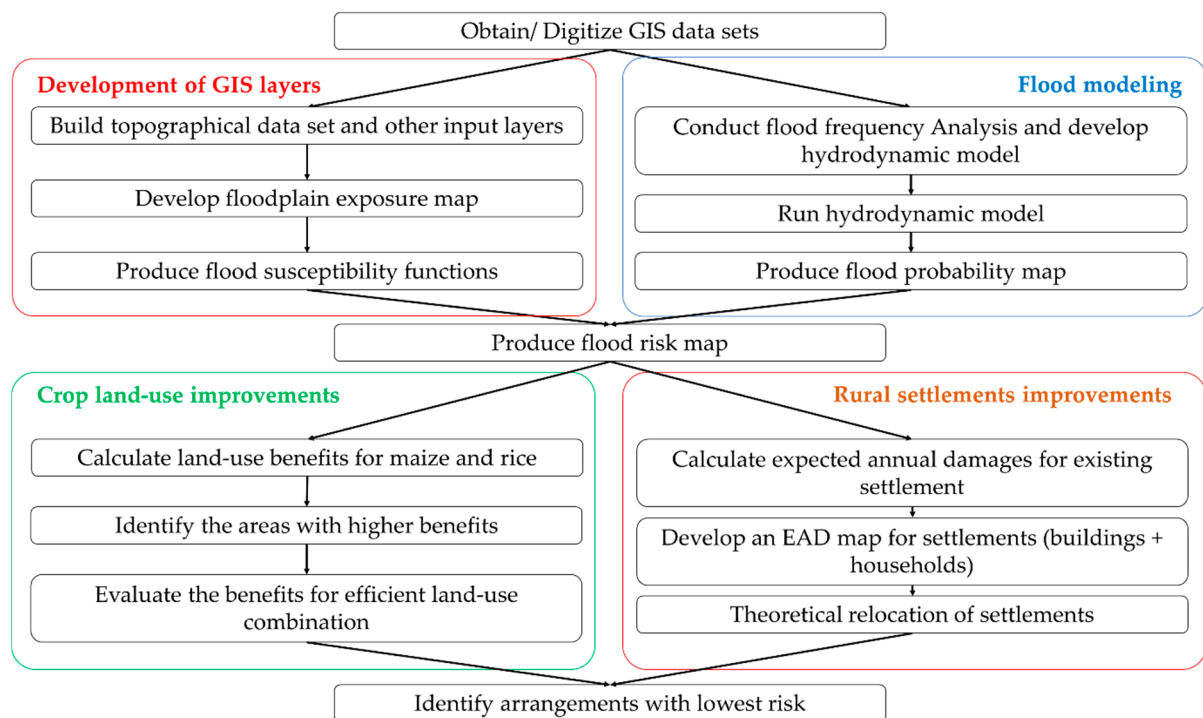 Obtain/ Digitize GIS data sets
Development of GIS layers
Build topographical data set and other input layers
Develop floodplain exposure map
Produce flood susceptibility functions
Flood modeling
Conduct flood frequency Analysis and develop
hydrodynamic model
Run hydrodynamic model
Produce flood probability map
Produce flood risk map
Crop land-use improvements
Calculate land-use benefits for maize and rice
Identify the areas with higher benefits
Evaluate the benefits for efficient land-use
combination
Rural settlements improvements
Calculate expected annual damages for existing
settlement
Develop an EAD map for settlements (buildings +
households)
Theoretical relocation of settlements
Identify arrangements with lowest risk